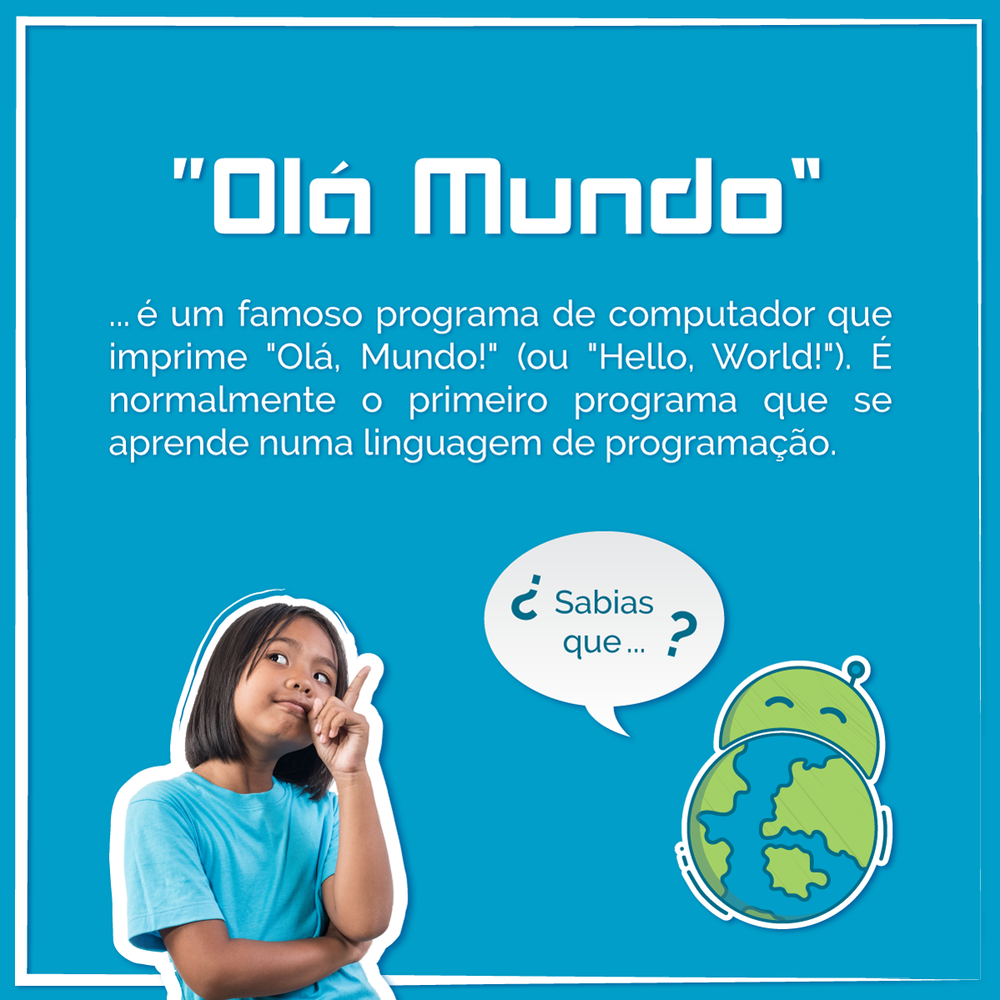 "Olá Mundo"
... é um famoso programa de computador que
imprime "Olá, Mundo!" (ou "Hello, World!"). É
normalmente o primeiro programa que se
aprende numa linguagem de programação.
¿ Sabias
que ... ?